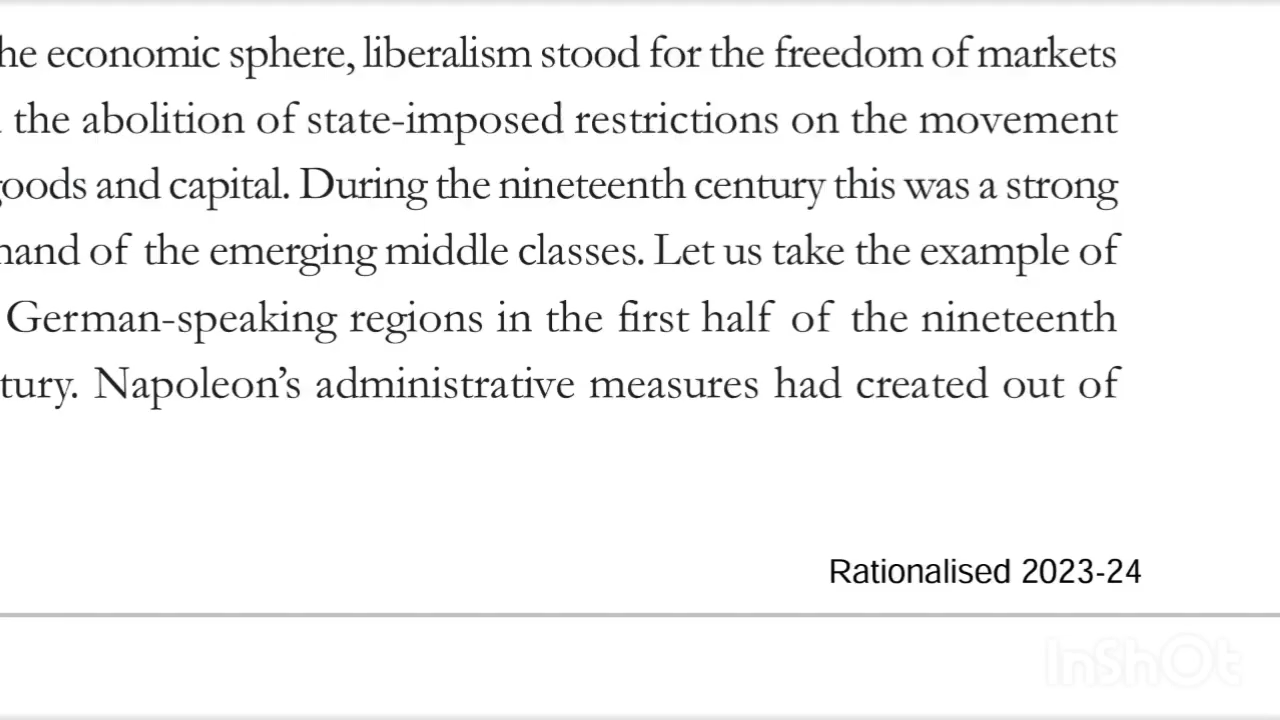 he economic sphere, liberalism stood for the freedom of markets
the abolition of state-imposed restrictions on the movement
oods and capital. During the nineteenth century this was a strong
mand of the emerging middle classes. Let us take the example of
German-speaking regions in the first half of the nineteenth
tury. Napoleon’s administrative measures had created out of
Rationalised 2023-24
InShOt